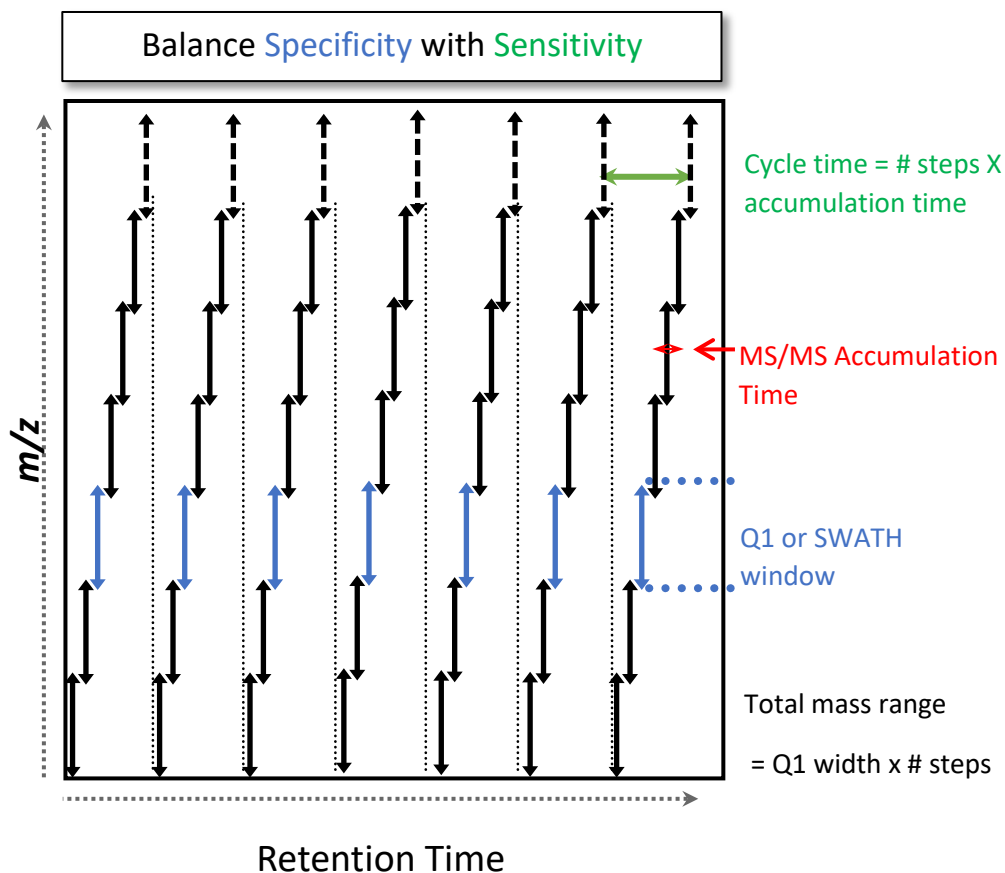 Balance Specificity with Sensitivity
Cycle time = # steps X
accumulation time
MS/MS Accumulation
Time
m/z
Q1 or SWATH
window
Total mass range
= Q1 width x # steps
Retention Time